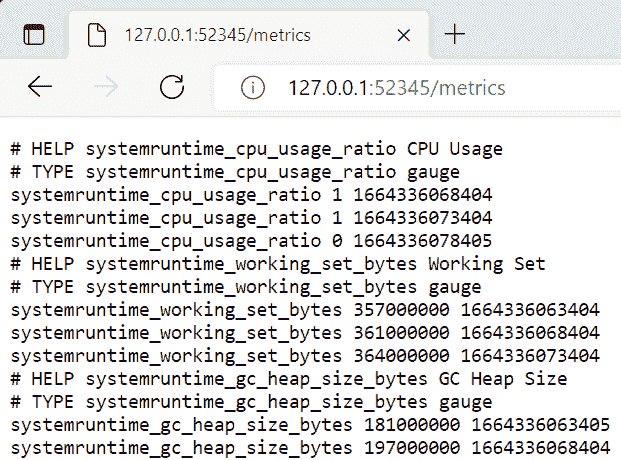 127.0.0.1:52345/metrics
127.0.0.1:52345/metrics
# HELP systemruntime_cpu_usage_ratio CPU Usage
# TYPE systemruntime_cpu_usage_ratio gauge
systemruntime_cpu_usage_ratio 1 1664336068404
systemruntime_cpu_usage_ratio 1 1664336073404
systemruntime_cpu_usage_ratio 0 1664336078405
# HELP systemruntime_working_set_bytes Working Set
# TYPE systemruntime_working_set_bytes gauge
systemruntime_working_set_bytes 357000000 1664336063404
systemruntime_working_set_bytes 361000000 1664336068404
systemruntime_working_set_bytes 364000000 1664336073404
# HELP systemruntime_gc_heap_size_bytes GC Heap Size
# TYPE systemruntime_gc_heap_size_bytes gauge
systemruntime_gc_heap_size_bytes 181000000 1664336063405
systemruntime_gc_heap_size_bytes 197000000 1664336068404